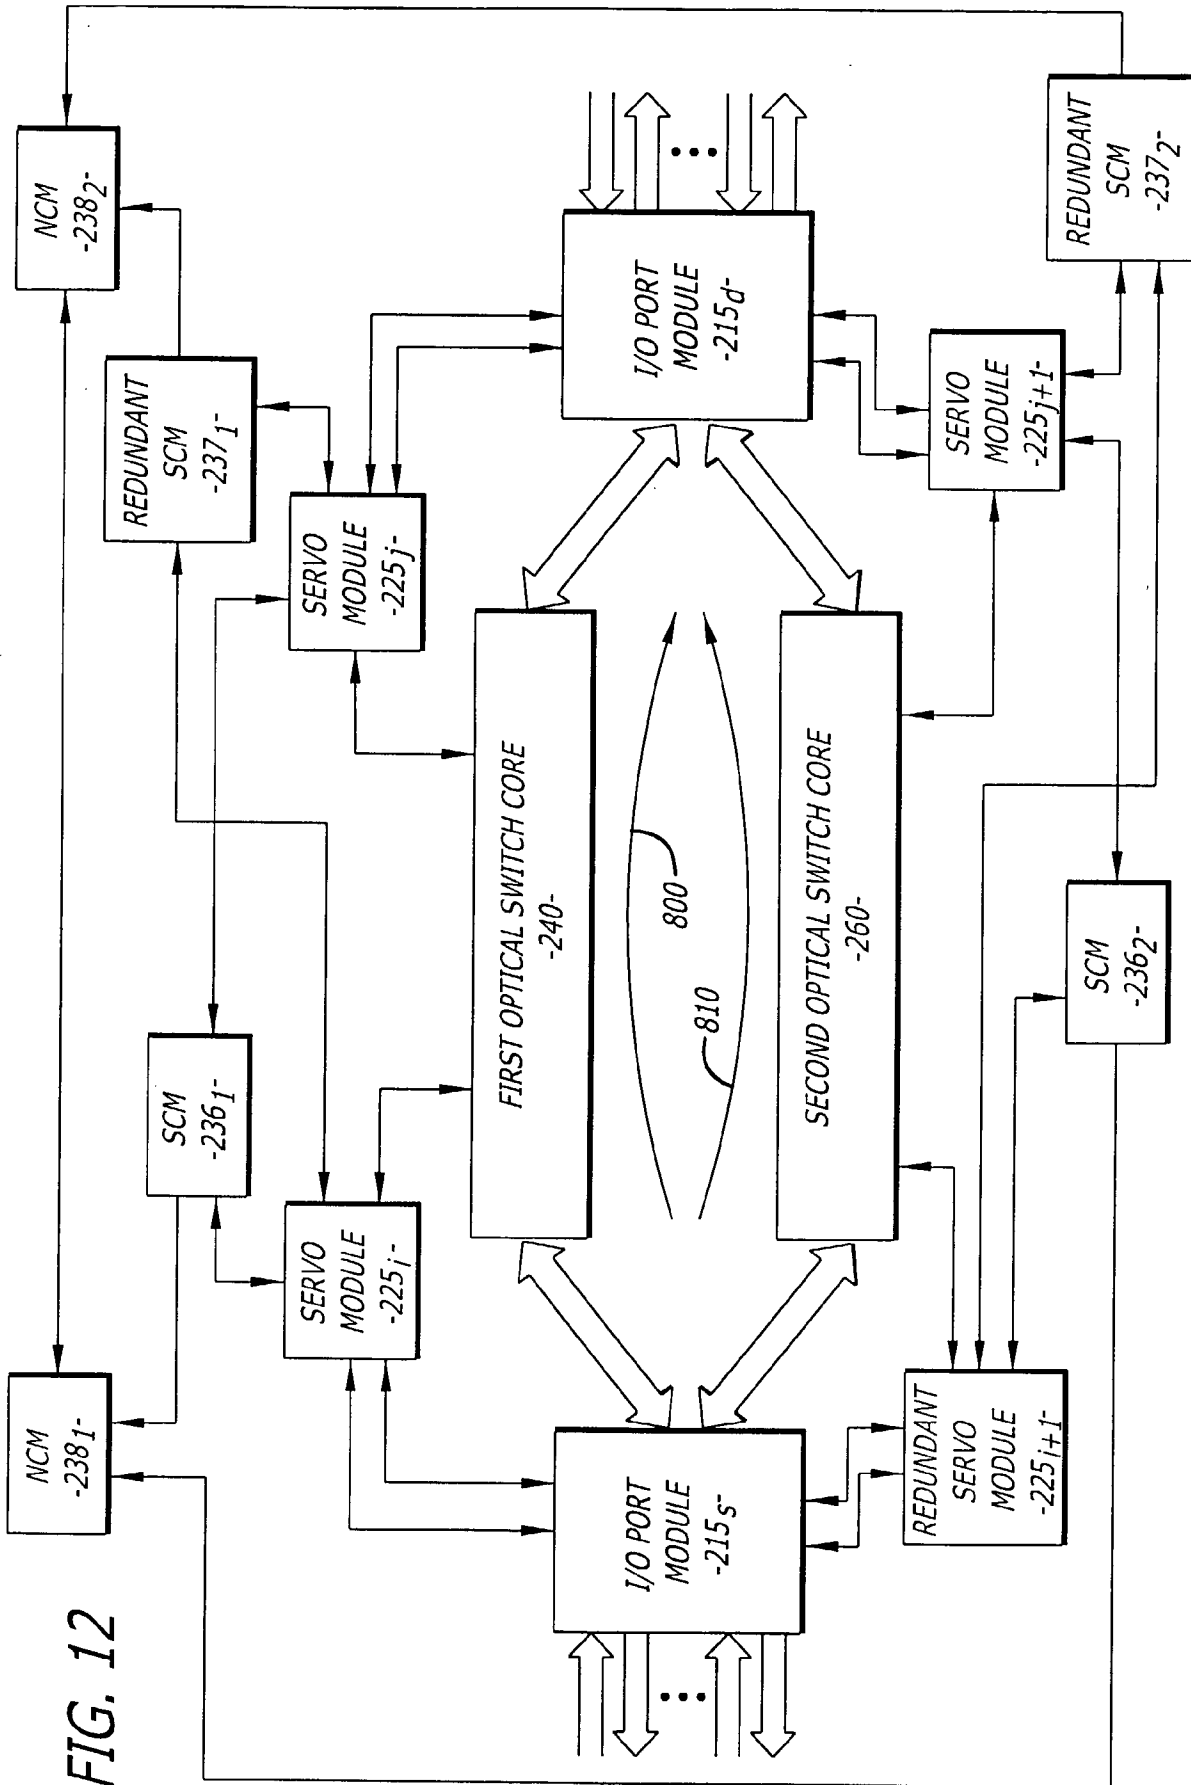 FIG. 12
NCM
-238₁-
NCM
-238₂-
SCM
-236₁-
REDUNDANT
SCM
-237₁-
SERVO
MODULE
-225i-
SERVO
MODULE
-225j-
I/O PORT
MODULE
-215s-
FIRST OPTICAL SWITCH CORE
-240-
800
810
SECOND OPTICAL SWITCH CORE
-260-
I/O PORT
MODULE
-215d-
REDUNDANT
SERVO
MODULE
-225i+1-
SERVO
MODULE
-225j+1-
SCM
-236₂-
REDUNDANT
SCM
-237₂-